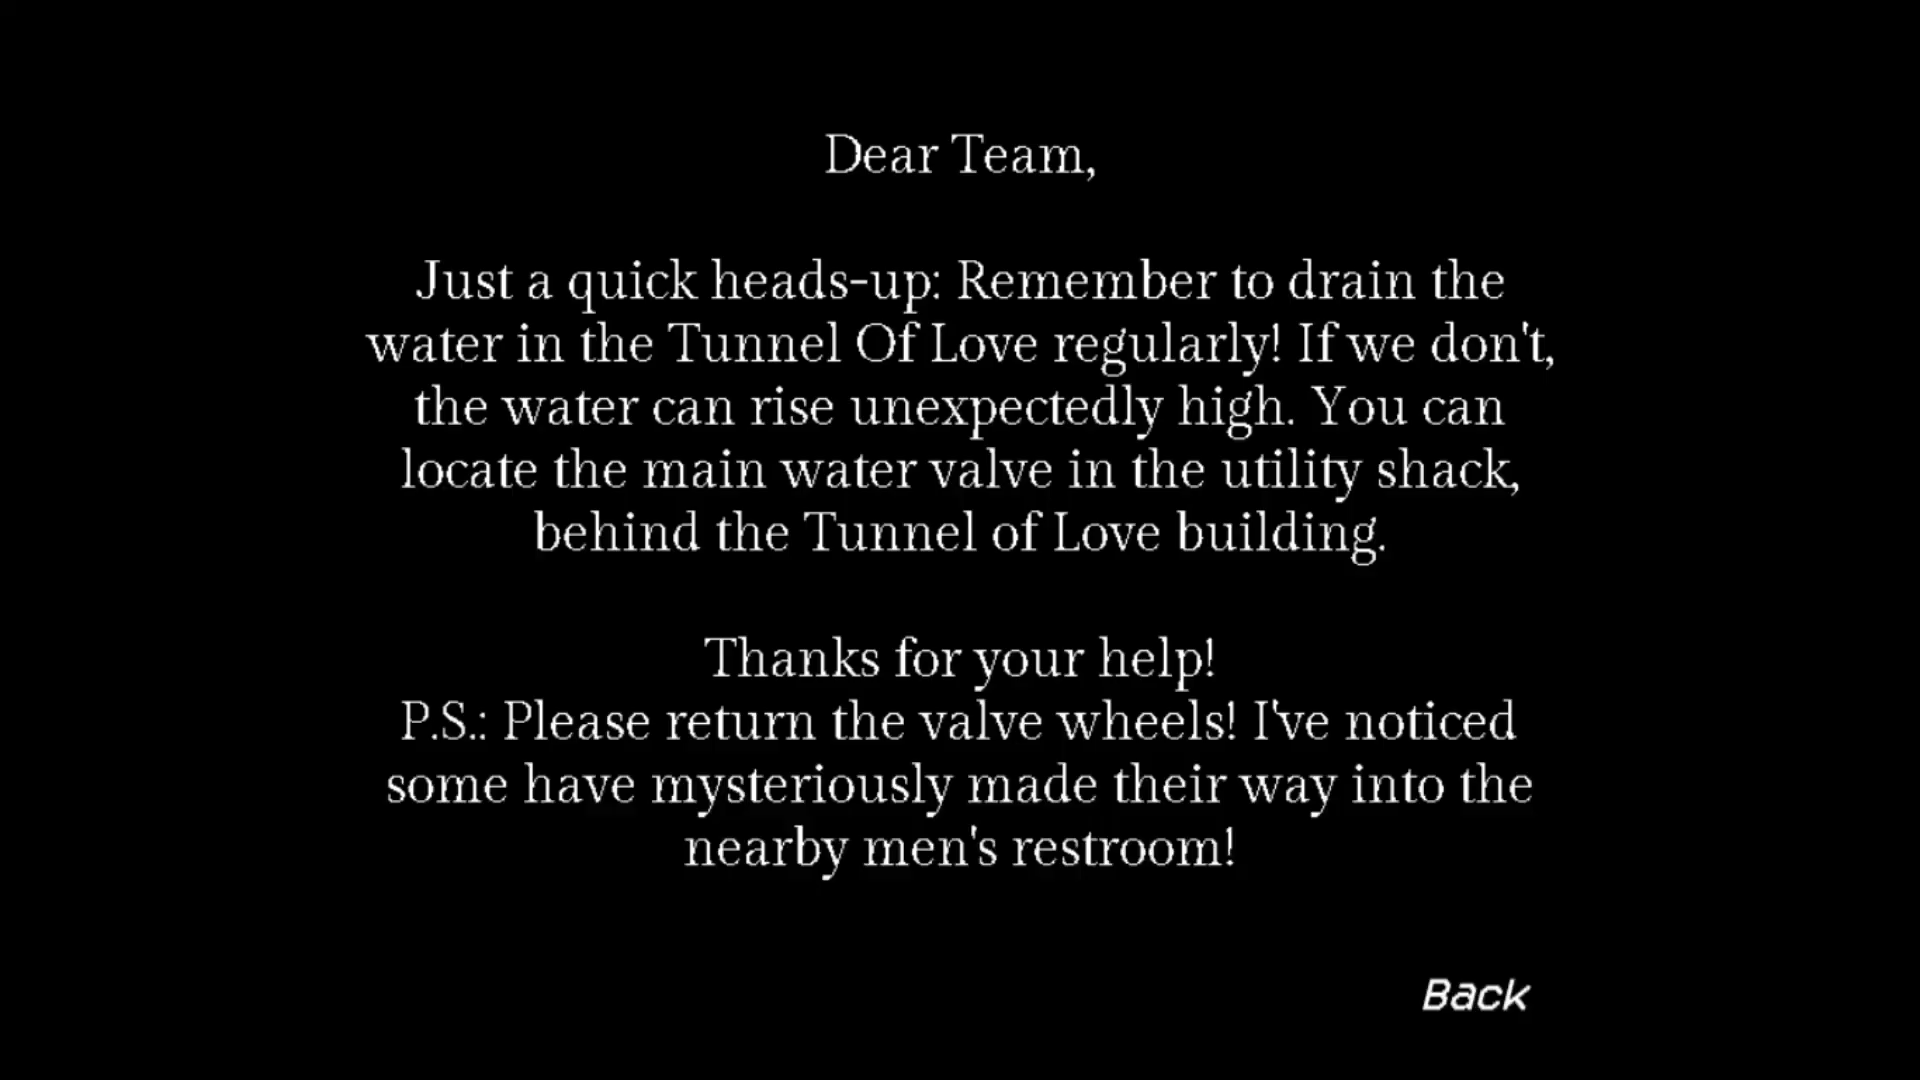 Dear Team,
Just a quick heads-up: Remember to drain the
water in the Tunnel Of Love regularly! If we don't,
the water can rise unexpectedly high. You can
locate the main water valve in the utility shack,
behind the Tunnel of Love building.
Thanks for your help!
P.S.: Please return the valve wheels! I've noticed
some have mysteriously made their way into the
nearby men's restroom!
Back